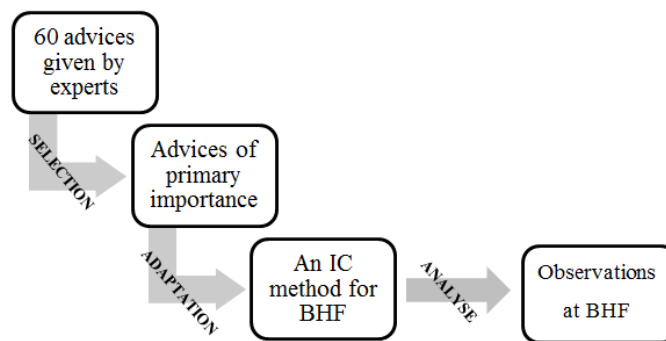 60 advices
given by
experts
SELECTION
Advices of
primary
importance
ADAPTATION
An IC
method for
BHF
ANALYSE
Observations
at BHF